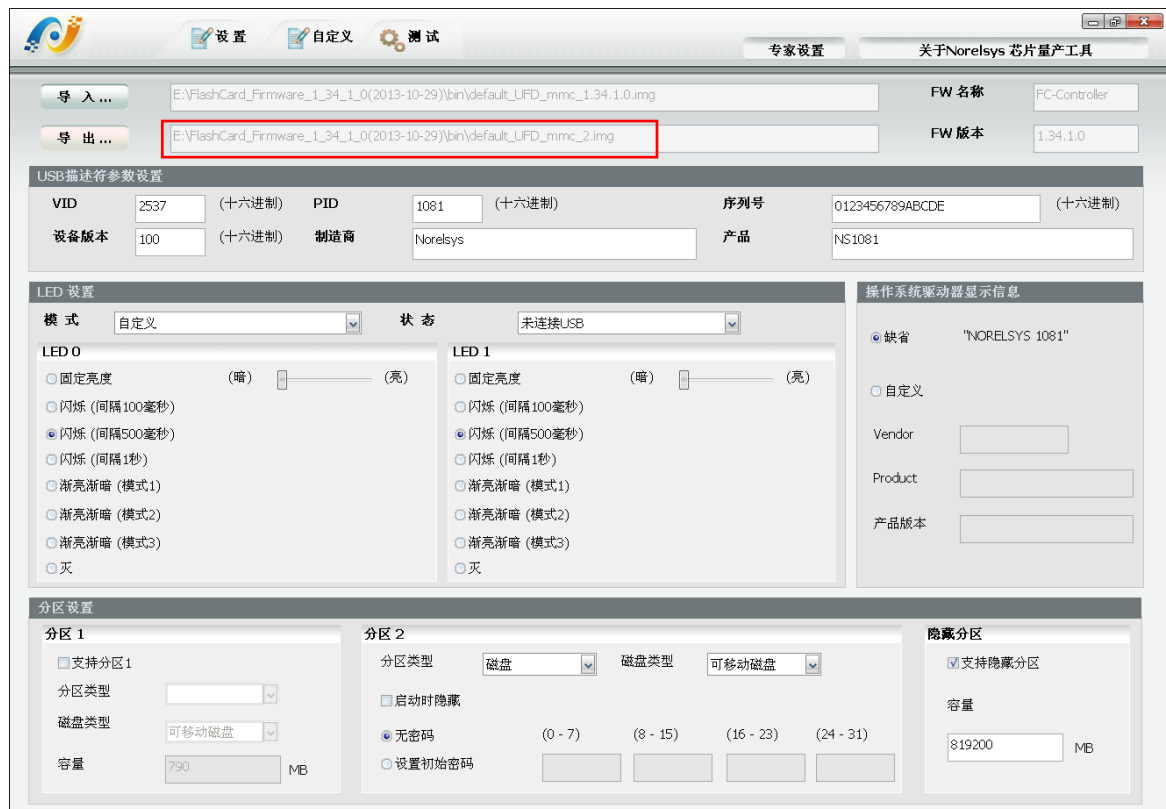 设 置 自定义 测 试
专家设置 关于Norelsys 芯片量产工具
导 入 ... E:\FlashCard_Firmware_1_34_1_0(2013-10-29)\bin\default_UFD_mmc_1.34.1.0.img FW 名称 FC-Controller
导 出 ... E:\FlashCard_Firmware_1_34_1_0(2013-10-29)\bin\default_UFD_mmc_2.img FW 版本 1.34.1.0
USB描述符参数设置
VID 2537 (十六进制) PID 1081 (十六进制) 序列号 0123456789ABCDE (十六进制)
设备版本 100 (十六进制) 制造商 Norelsys 产品 NS1081
LED 设置
模 式 自定义 状 态 未连接USB
LED 0
固定亮度 (暗) (亮)
闪烁 (间隔100毫秒)
闪烁 (间隔500毫秒)
闪烁 (间隔1秒)
渐亮渐暗 (模式1)
渐亮渐暗 (模式2)
渐亮渐暗 (模式3)
灭
LED 1
固定亮度 (暗) (亮)
闪烁 (间隔100毫秒)
闪烁 (间隔500毫秒)
闪烁 (间隔1秒)
渐亮渐暗 (模式1)
渐亮渐暗 (模式2)
渐亮渐暗 (模式3)
灭
操作系统驱动器显示信息
缺省 "NORELSYS 1081"
自定义
Vendor
Product
产品版本
分区设置
分区 1
支持分区1
分区类型
磁盘类型 可移动磁盘
容量 790 MB
分区 2
分区类型 磁盘 磁盘类型 可移动磁盘
启动时隐藏
无密码 (0 - 7) (8 - 15) (16 - 23) (24 - 31)
设置初始密码
隐藏分区
支持隐藏分区
容量
819200 MB